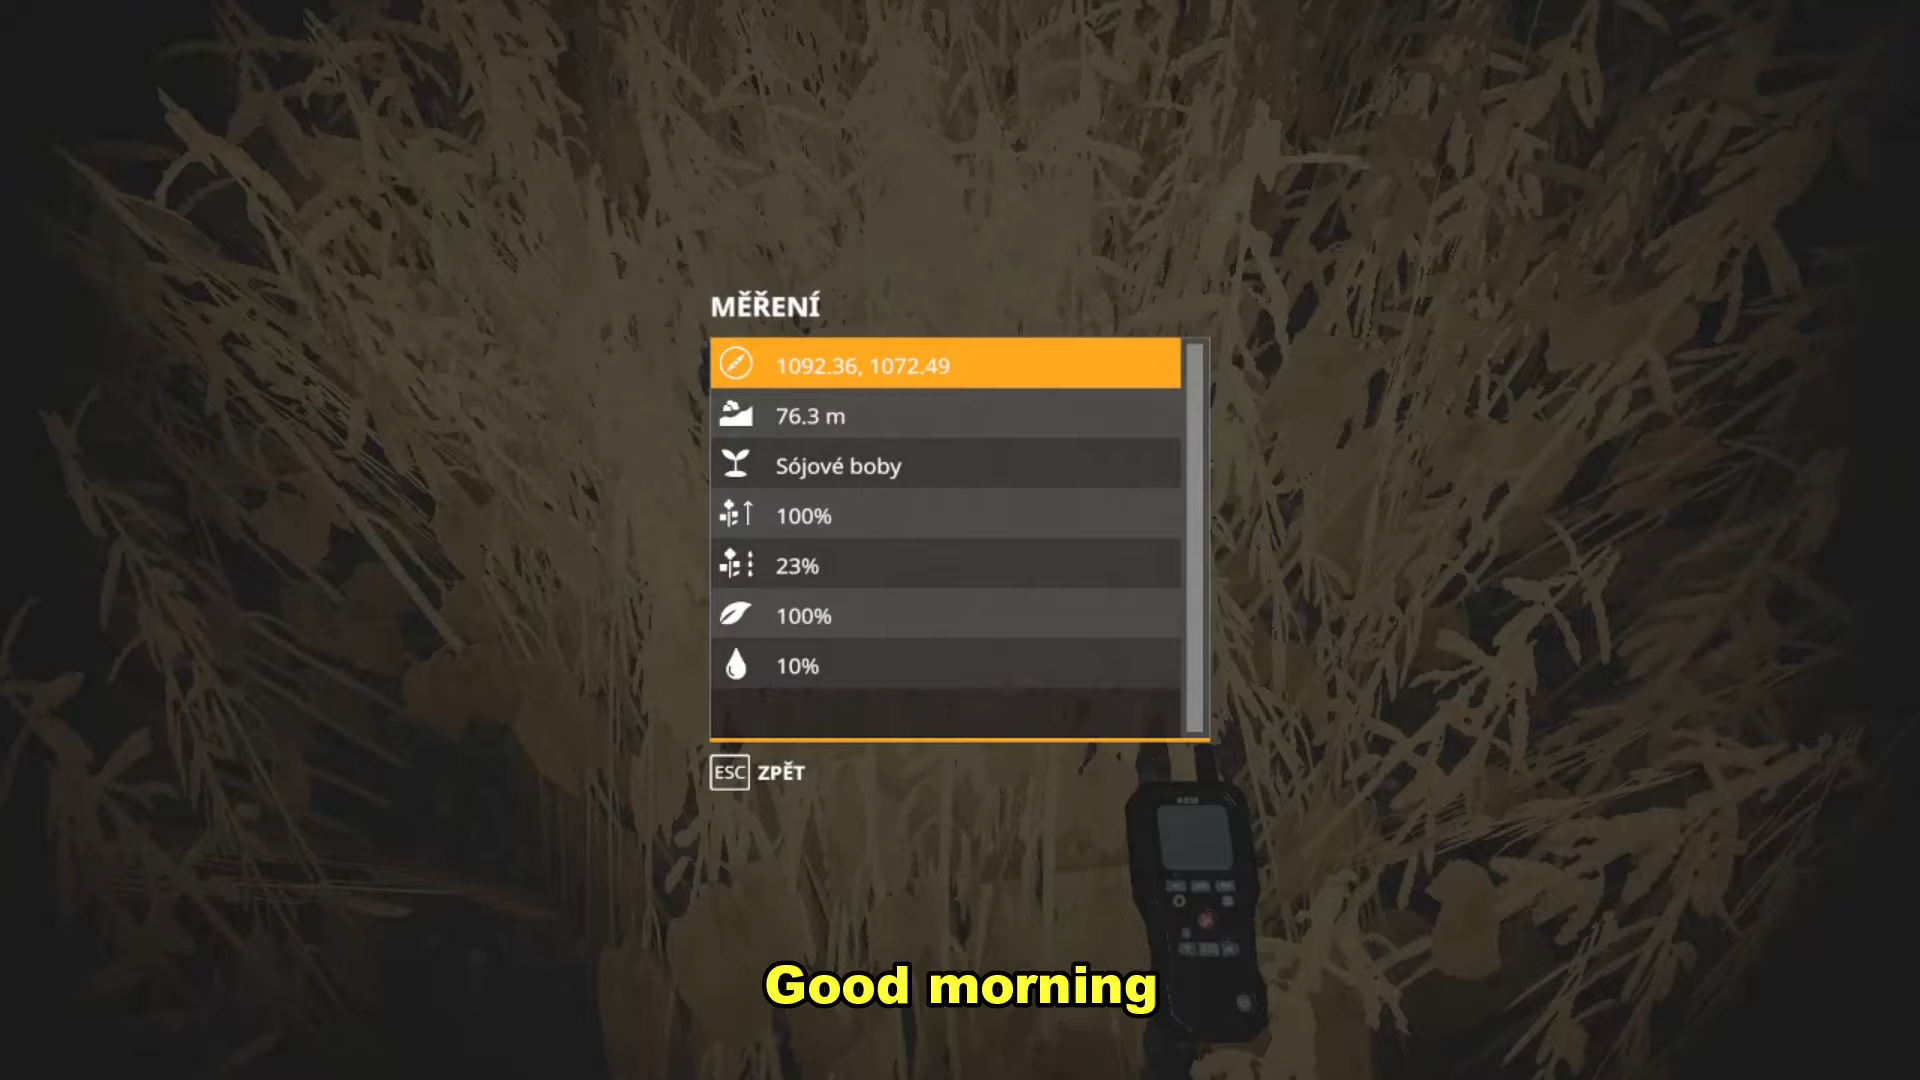 MĚŘENÍ
1092.36, 1072.49
76.3 m
Sójové boby
100%
23%
100%
10%
ESC ZPĚT
Good morning